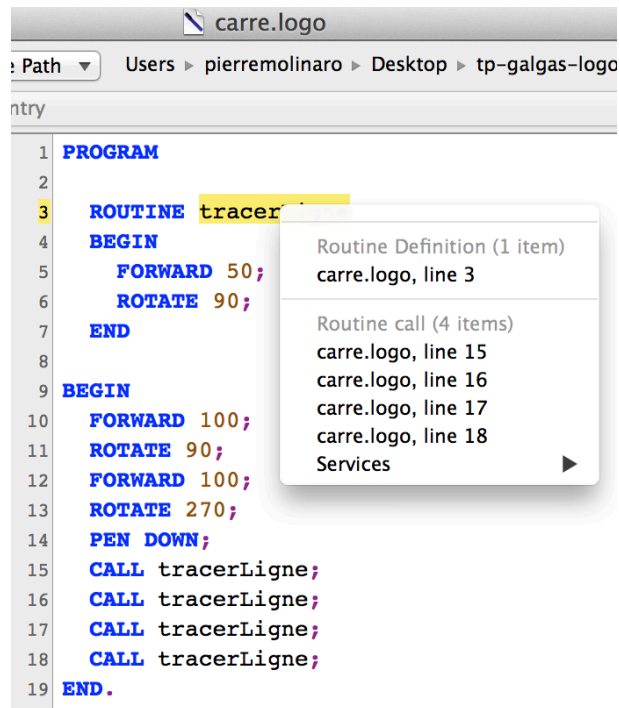 carre.logo
e Path ▼ Users ▸ pierremolinaro ▸ Desktop ▸ tp-galgas-logo
ntry
1 PROGRAM
2
3 ROUTINE tracerLigne
4 BEGIN
5 FORWARD 50;
6 ROTATE 90;
7 END
8
9 BEGIN
10 FORWARD 100;
11 ROTATE 90;
12 FORWARD 100;
13 ROTATE 270;
14 PEN DOWN;
15 CALL tracerLigne;
16 CALL tracerLigne;
17 CALL tracerLigne;
18 CALL tracerLigne;
19 END.
Routine Definition (1 item)
carre.logo, line 3
Routine call (4 items)
carre.logo, line 15
carre.logo, line 16
carre.logo, line 17
carre.logo, line 18
Services ▶